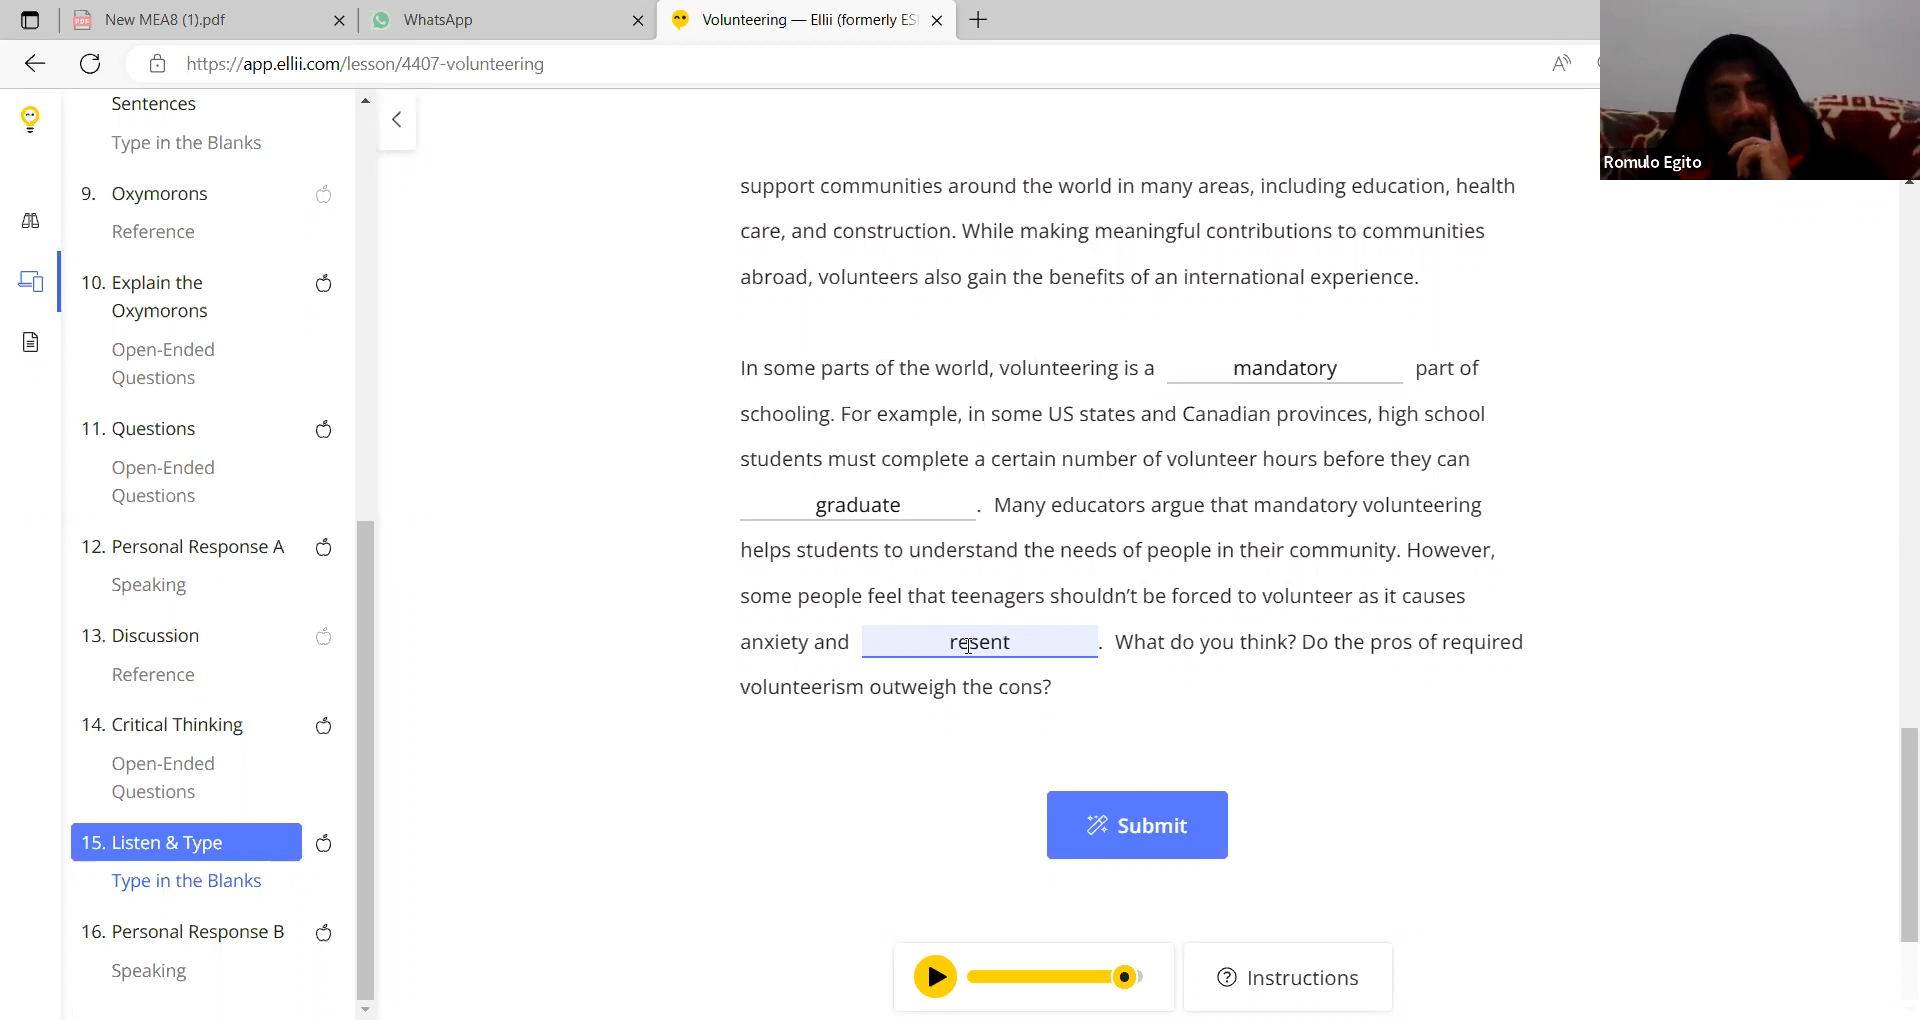 New MEA8 (1).pdf
WhatsApp
Volunteering — Ellii (formerly ES
https://app.ellii.com/lesson/4407-volunteering
Romulo Egito
Sentences
Type in the Blanks
9. Oxymorons
Reference
10. Explain the
Oxymorons
Open-Ended
Questions
11. Questions
Open-Ended
Questions
12. Personal Response A
Speaking
13. Discussion
Reference
14. Critical Thinking
Open-Ended
Questions
15. Listen & Type
Type in the Blanks
16. Personal Response B
Speaking
support communities around the world in many areas, including education, health
care, and construction. While making meaningful contributions to communities
abroad, volunteers also gain the benefits of an international experience.
In some parts of the world, volunteering is a mandatory part of
schooling. For example, in some US states and Canadian provinces, high school
students must complete a certain number of volunteer hours before they can
graduate . Many educators argue that mandatory volunteering
helps students to understand the needs of people in their community. However,
some people feel that teenagers shouldn't be forced to volunteer as it causes
anxiety and resent . What do you think? Do the pros of required
volunteerism outweigh the cons?
Submit
Instructions